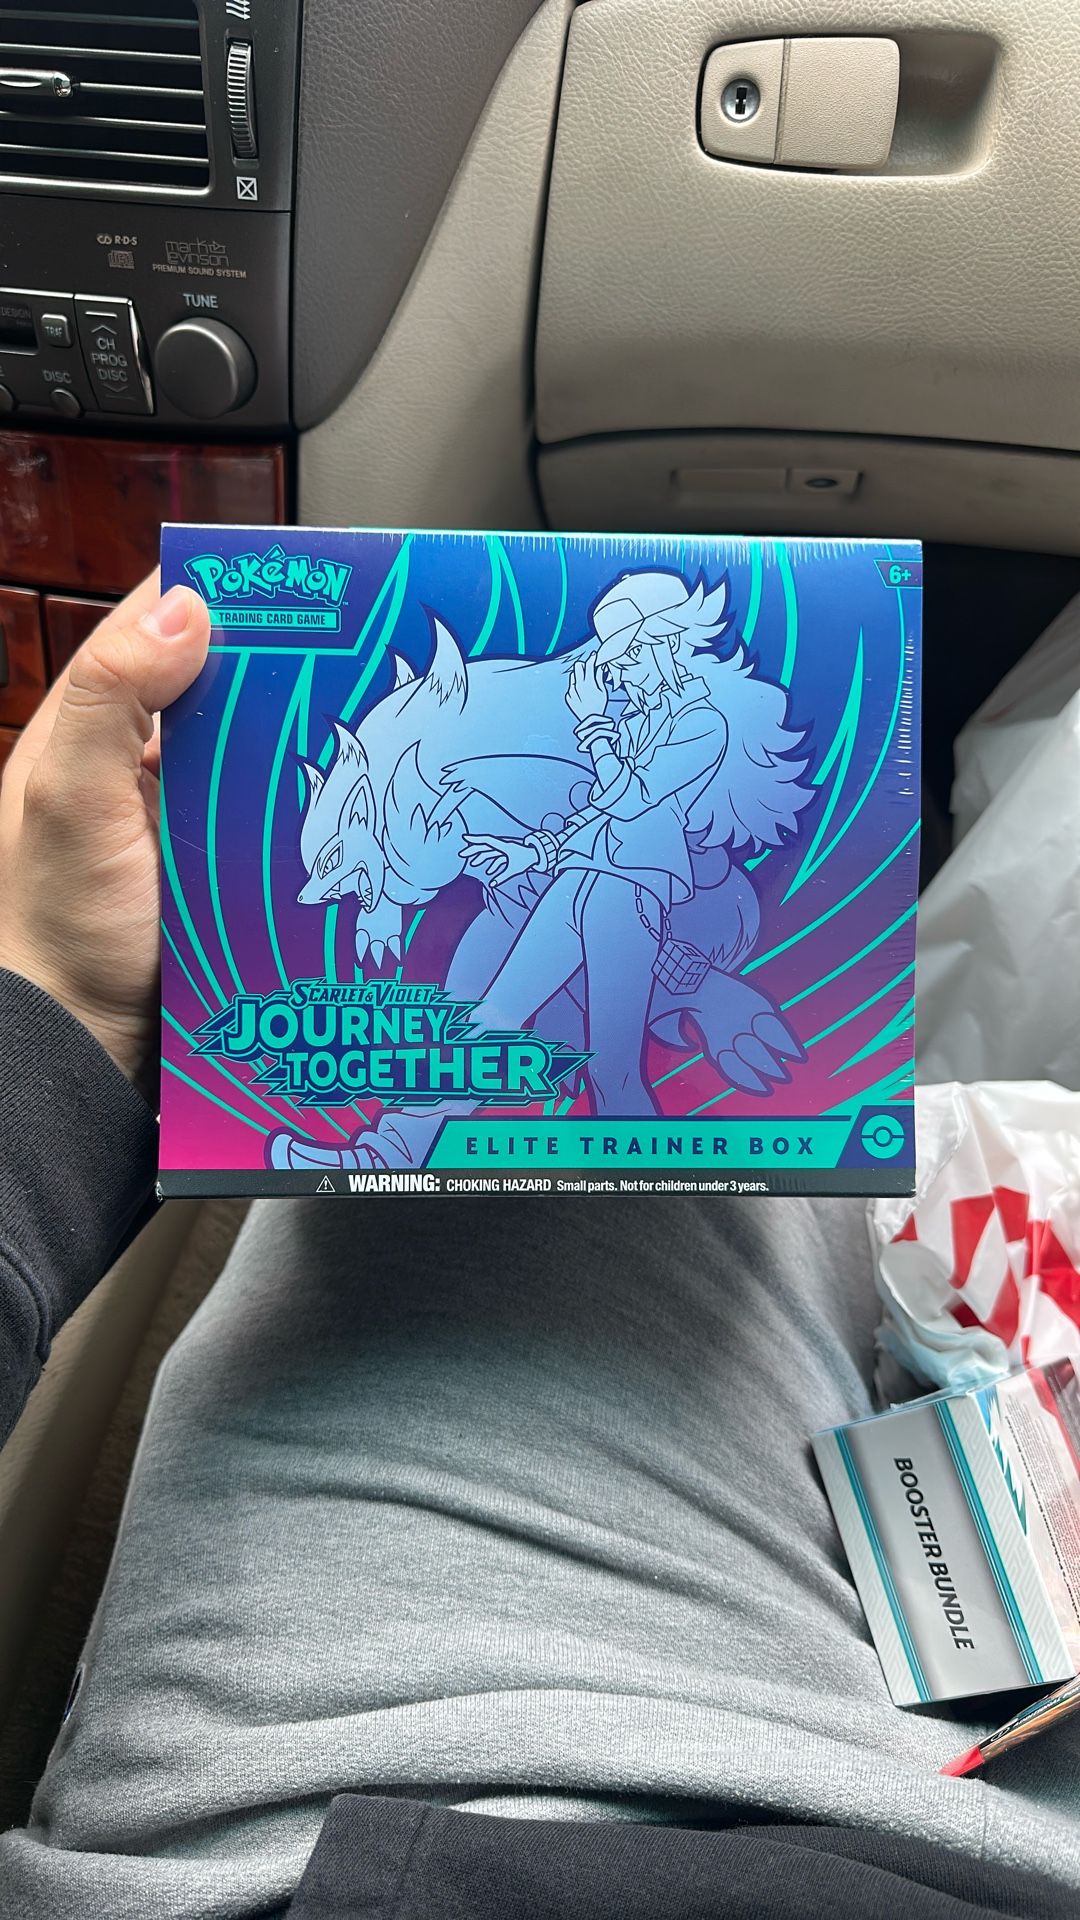 R·D·S
mark
levinson
PREMIUM SOUND SYSTEM
TUNE
TRAF
CH
PROG
DISC
DISC
POKéMON
TRADING CARD GAME
6+
SCARLET & VIOLET
JOURNEY
TOGETHER
ELITE TRAINER BOX
WARNING: CHOKING HAZARD Small parts. Not for children under 3 years.
BOOSTER BUNDLE